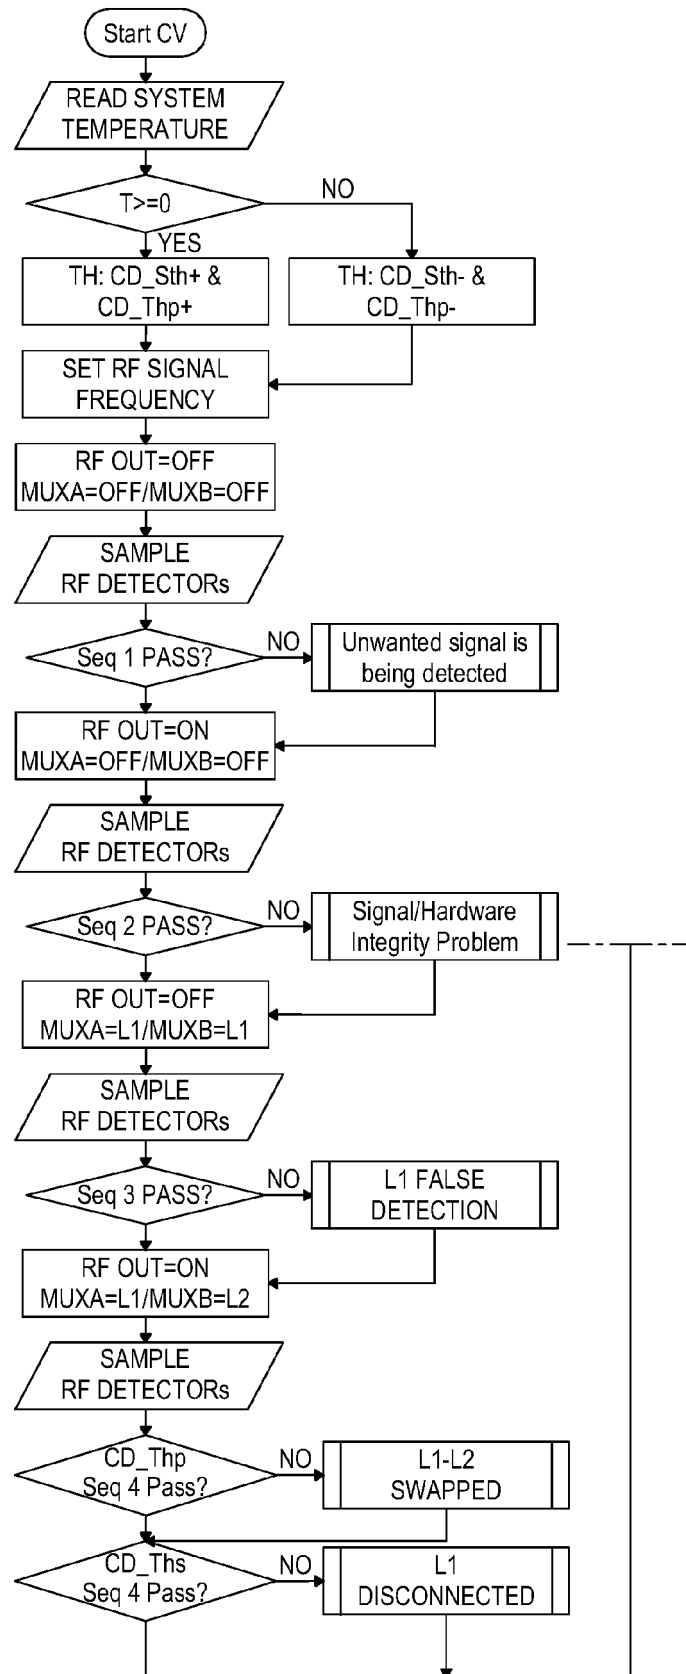 Start CV
READ SYSTEM
TEMPERATURE
T>=0
NO
YES
TH: CD_Sth+ &
CD_Thp+
TH: CD_Sth- &
CD_Thp-
SET RF SIGNAL
FREQUENCY
RF OUT=OFF
MUXA=OFF/MUXB=OFF
SAMPLE
RF DETECTORs
Seq 1 PASS?
NO
Unwanted signal is
being detected
RF OUT=ON
MUXA=OFF/MUXB=OFF
SAMPLE
RF DETECTORs
Seq 2 PASS?
NO
Signal/Hardware
Integrity Problem
RF OUT=OFF
MUXA=L1/MUXB=L1
SAMPLE
RF DETECTORs
Seq 3 PASS?
NO
L1 FALSE
DETECTION
RF OUT=ON
MUXA=L1/MUXB=L2
SAMPLE
RF DETECTORs
CD_Thp
Seq 4 Pass?
NO
L1-L2
SWAPPED
CD_Ths
Seq 4 Pass?
NO
L1
DISCONNECTED